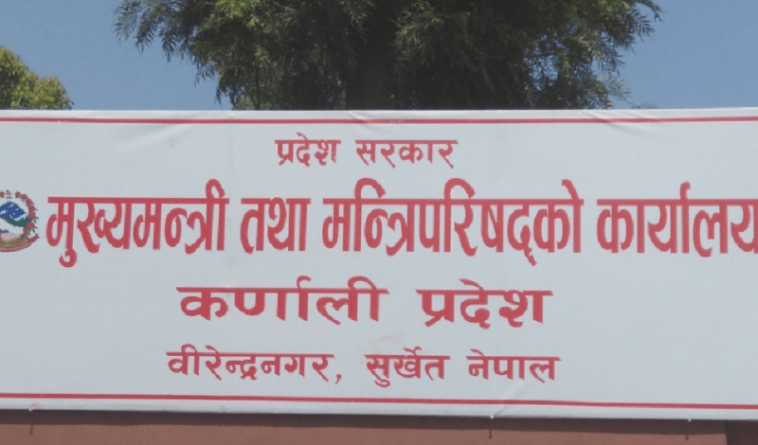 प्रदेश सरकार
मुख्यमन्त्री तथा मन्त्रिपरिषद्को कार्यालय
कर्णाली प्रदेश
वीरेन्द्रनगर, सुर्खेत नेपाल